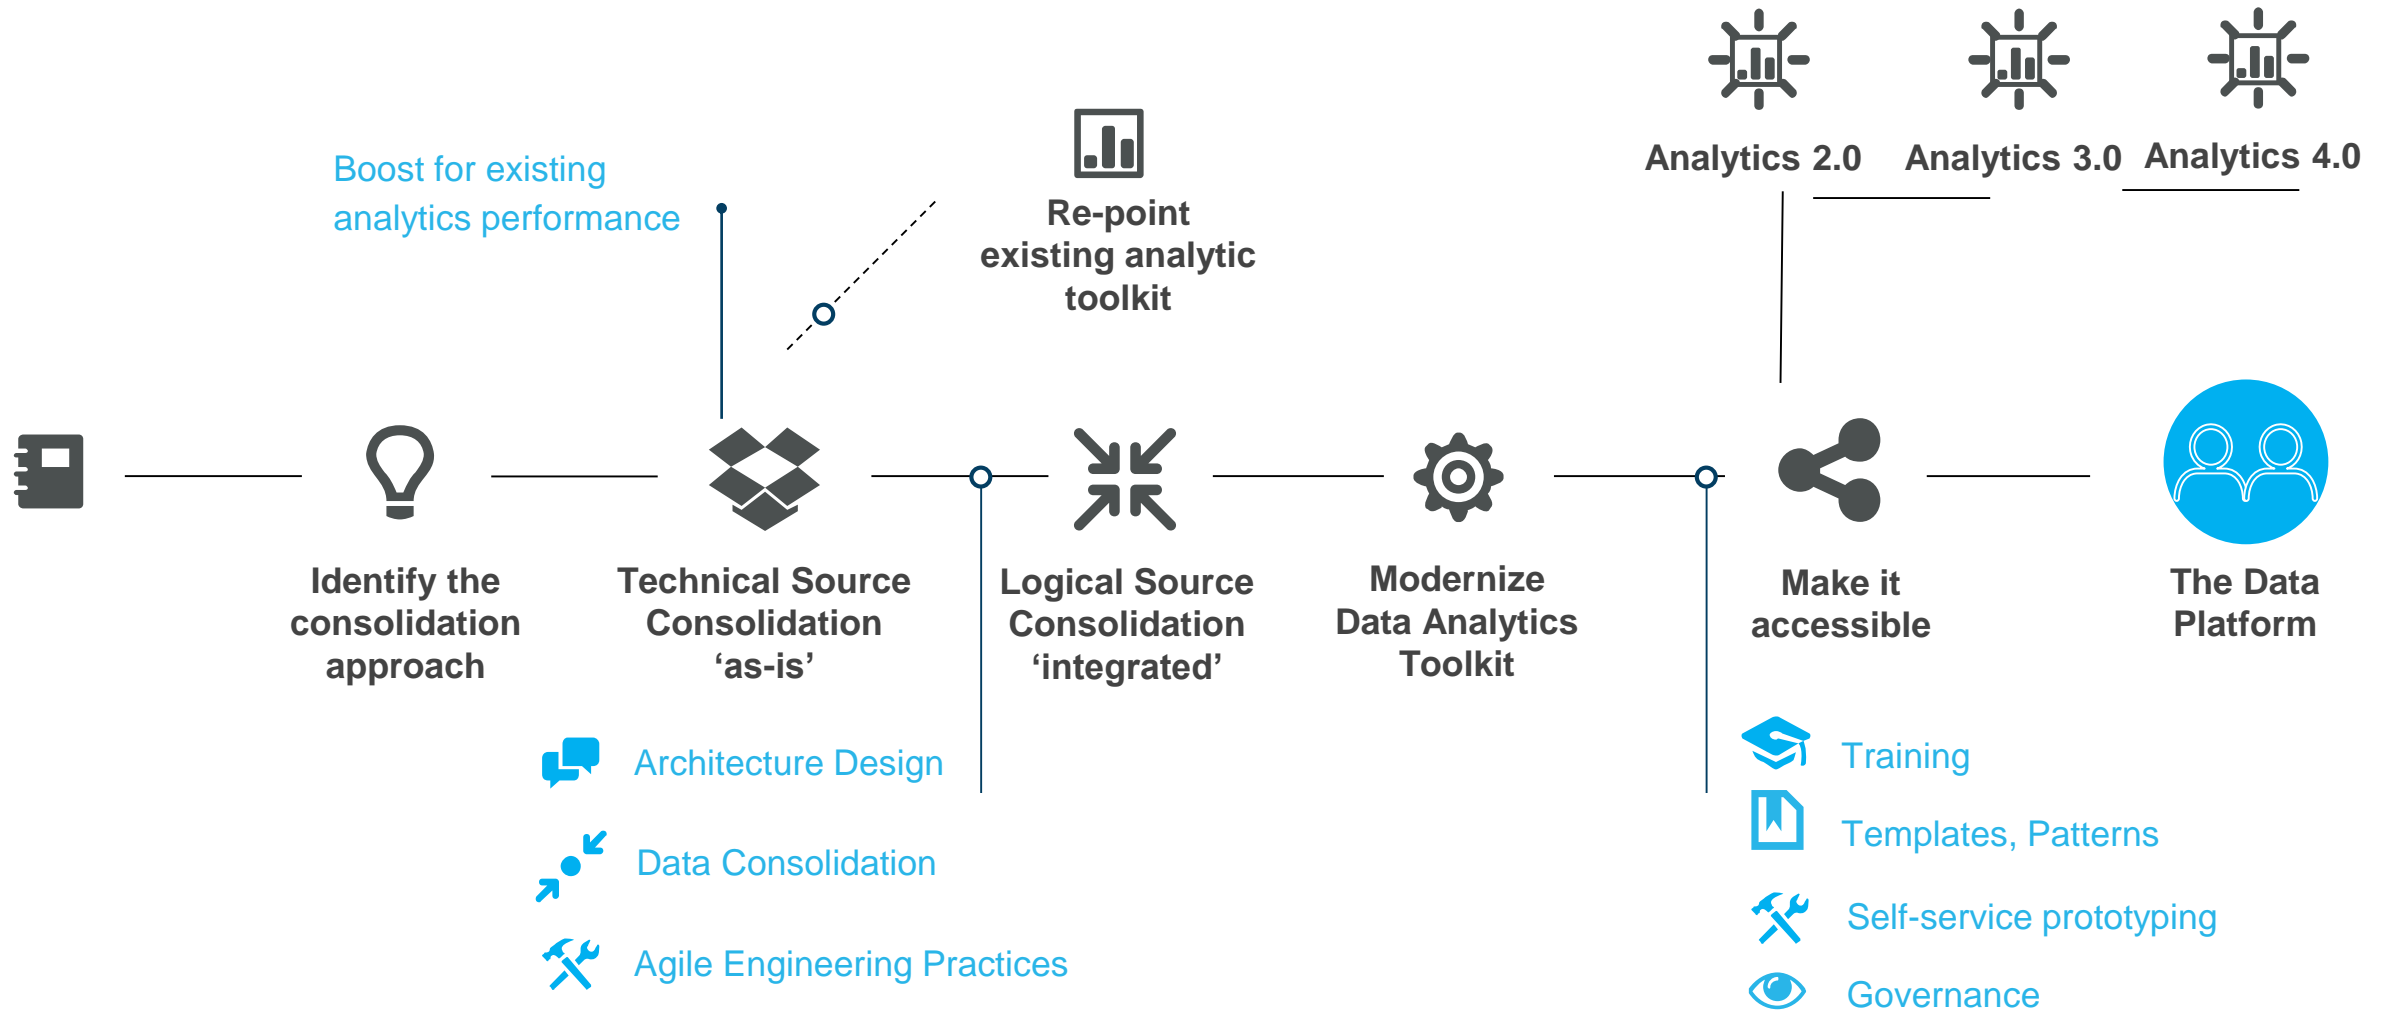 Analytics 2.0
Analytics 3.0
Analytics 4.0
Boost for existing
analytics performance
Re-point
existing analytic
toolkit
Identify the
consolidation
approach
Technical Source
Consolidation
‘as-is’
Logical Source
Consolidation
‘integrated’
Modernize
Data Analytics
Toolkit
Make it
accessible
The Data
Platform
Architecture Design
Data Consolidation
Agile Engineering Practices
Training
Templates, Patterns
Self-service prototyping
Governance